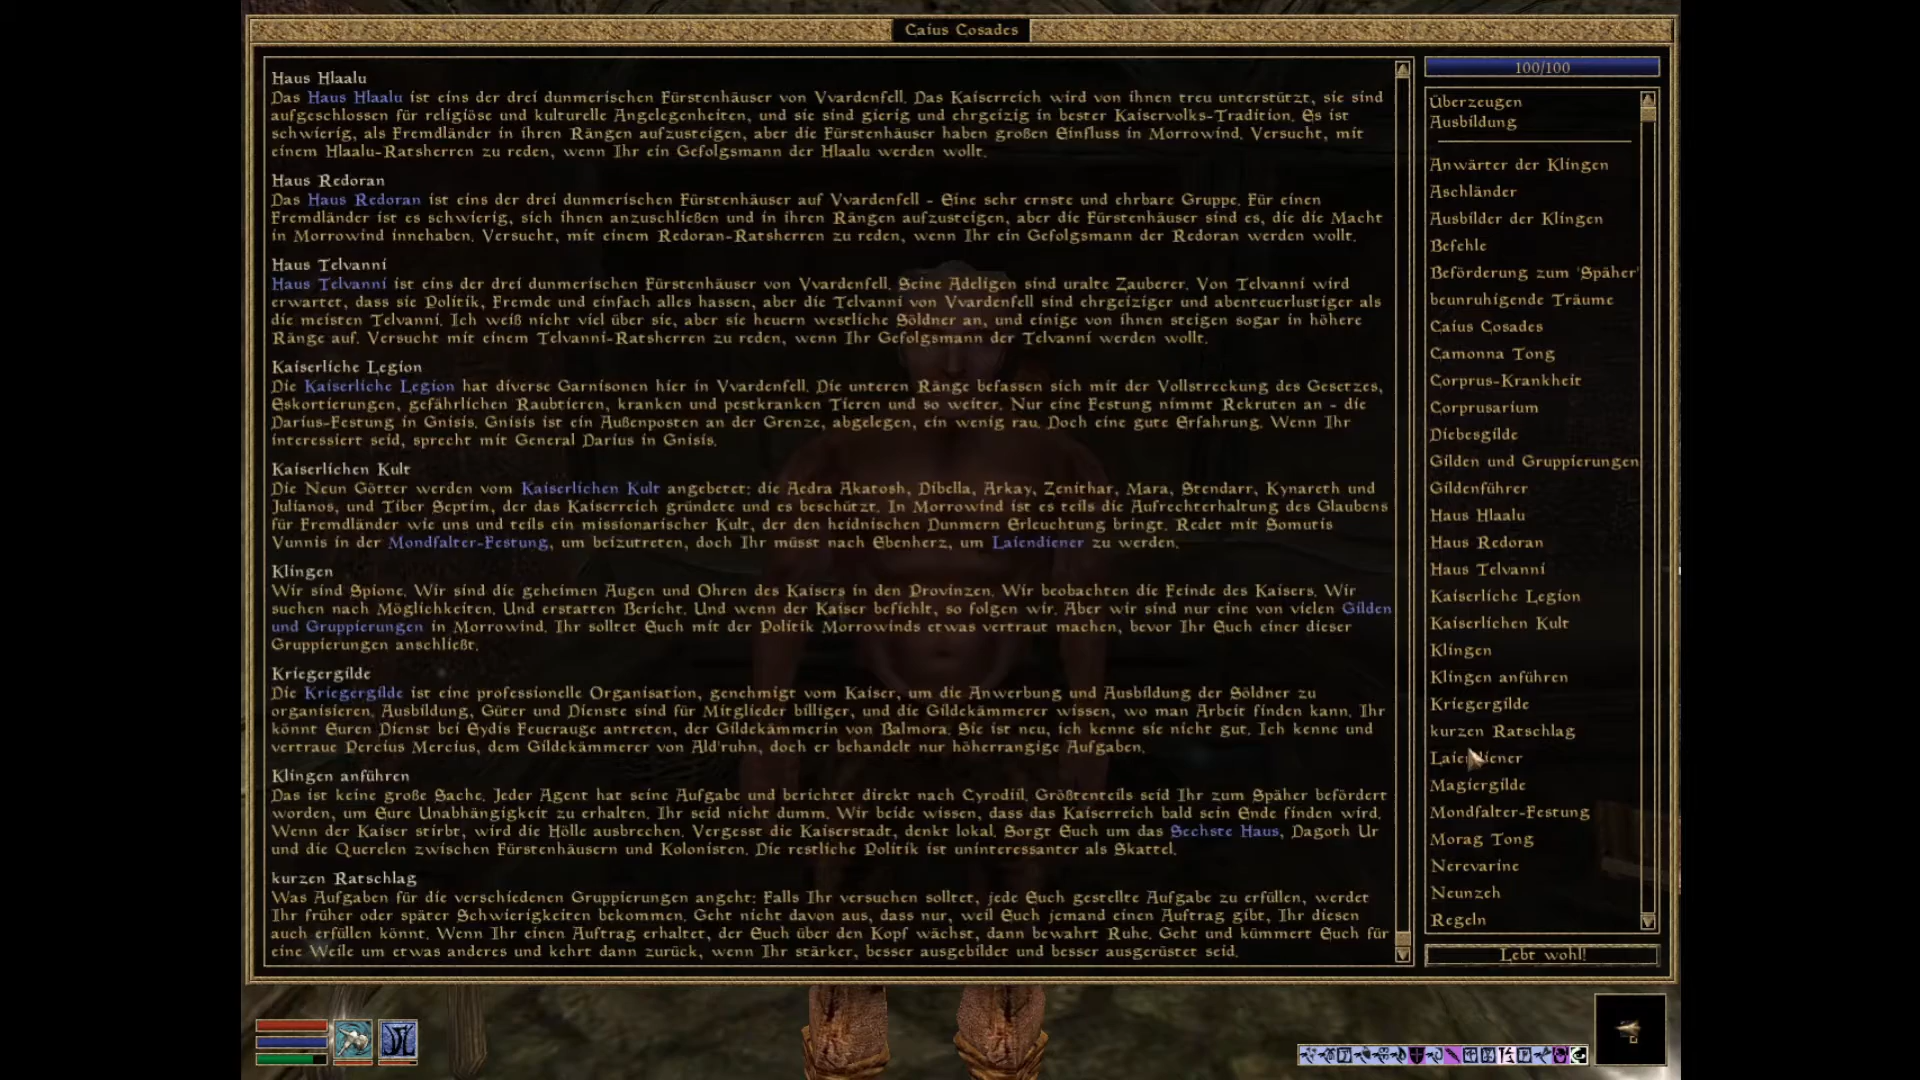 Caius Cosades
Haus Hlaalu
Das Haus Hlaalu ist eins der drei dunmerischen Fürstenhäuser von Vvardenfell. Das Kaiserreich wird von ihnen treu unterstützt, sie sind
aufgeschlossen für religiöse und kulturelle Angelegenheiten, und sie sind gierig und ehrgeizig in bester Kaiservolks-Tradition. Es ist
schwierig, als Fremdländer in ihren Rängen aufzusteigen, aber die Fürstenhäuser haben großen Einfluss in Morrowind. Versucht, mit
einem Hlaalu-Ratsherren zu reden, wenn Ihr ein Gefolgsmann der Hlaalu werden wollt.
Haus Redoran
Das Haus Redoran ist eins der drei dunmerischen Fürstenhäuser auf Vvardenfell - Eine sehr ernste und ehrbare Gruppe. Für einen
Fremdländer ist es schwierig, sich ihnen anzuschließen und in ihren Rängen aufzusteigen, aber die Fürstenhäuser sind es, die die Macht
in Morrowind innehaben. Versucht, mit einem Redoran-Ratsherren zu reden, wenn Ihr ein Gefolgsmann der Redoran werden wollt.
Haus Telvanni
Haus Telvanni ist eins der drei dunmerischen Fürstenhäuser von Vvardenfell. Seine Adeligen sind uralte Zauberer. Von Telvanni wird
erwartet, dass sie Politik, Fremde und einfach alles hassen, aber die Telvanni von Vvardenfell sind ehrgeiziger und abenteuerlustiger als
die meisten Telvanni. Ich weiß nicht viel über sie, aber sie heuern westliche Söldner an, und einige von ihnen steigen sogar in höhere
Ränge auf. Versucht mit einem Telvanni-Ratsherren zu reden, wenn Ihr Gefolgsmann der Telvanni werden wollt.
Kaiserliche Legion
Die Kaiserliche Legion hat diverse Garnisonen hier in Vvardenfell. Die unteren Ränge befassen sich mit der Vollstreckung des Gesetzes,
Eskortierungen, gefährlichen Raubtieren, kranken und pestkranken Tieren und so weiter. Nur eine Festung nimmt Rekruten an - die
Darius-Festung in Gnisis. Gnisis ist ein Außenposten an der Grenze, abgelegen, ein wenig rau. Doch eine gute Erfahrung. Wenn Ihr
interessiert seid, sprecht mit General Darius in Gnisis.
Kaiserlichen Kult
Die Neun Götter werden vom Kaiserlichen Kult angebetet: die Aedra Akatosh, Dibella, Arkay, Zenithar, Mara, Stendarr, Kynareth und
Julianos, und Tiber Septim, der das Kaiserreich gründete und es beschützt. In Morrowind ist es teils die Aufrechterhaltung des Glaubens
für Fremdländer wie uns und teils ein missionarischer Kult, der den heidnischen Dunmern Erleuchtung bringt. Redet mit Somutis
Vunnis in der Mondfalter-Festung, um beizutreten, doch Ihr müsst nach Ebenherz, um Laiendiener zu werden.
Klingen
Wir sind Spione. Wir sind die geheimen Augen und Ohren des Kaisers in den Provinzen. Wir beobachten die Feinde des Kaisers. Wir
suchen nach Möglichkeiten. Und erstatten Bericht. Und wenn der Kaiser befiehlt, so folgen wir. Aber wir sind nur eine von vielen Gilden
und Gruppierungen in Morrowind. Ihr solltet Euch mit der Politik Morrowinds etwas vertraut machen, bevor Ihr Euch einer dieser
Gruppierungen anschließt.
Kriegergilde
Die Kriegergilde ist eine professionelle Organisation, genehmigt vom Kaiser, um die Anwerbung und Ausbildung der Söldner zu
organisieren. Ausbildung, Güter und Dienste sind für Mitglieder billiger, und die Gildekämmerer wissen, wo man Arbeit finden kann. Ihr
könnt Euren Dienst bei Eydis Feuerauge antreten, der Gildekämmerin von Balmora. Sie ist neu, ich kenne sie nicht gut. Ich kenne und
vertraue Percius Mercius, dem Gildekämmerer von Ald'ruhn, doch er behandelt nur höherrangige Aufgaben.
Klingen anführen
Das ist keine große Sache. Jeder Agent hat seine Aufgabe und berichtet direkt nach Cyrodiil. Größtenteils seid Ihr zum Späher befördert
worden, um Eure Unabhängigkeit zu erhalten. Ihr seid nicht dumm. Wir beide wissen, dass das Kaiserreich bald sein Ende finden wird.
Wenn der Kaiser stirbt, wird die Hölle ausbrechen. Vergesst die Kaiserstadt, denkt lokal. Sorgt Euch um das Sechste Haus, Dagoth Ur
und die Querelen zwischen Fürstenhäusern und Kolonisten. Die restliche Politik ist uninteressanter als Skattel.
kurzen Ratschlag
Was Aufgaben für die verschiedenen Gruppierungen angeht: Falls Ihr versuchen solltet, jede Euch gestellte Aufgabe zu erfüllen, werdet
Ihr früher oder später Schwierigkeiten bekommen. Geht nicht davon aus, dass nur, weil Euch jemand einen Auftrag gibt, Ihr diesen
auch erfüllen könnt. Wenn Ihr einen Auftrag erhaltet, der Euch über den Kopf wächst, dann bewahrt Ruhe. Geht und kümmert Euch für
eine Weile um etwas anderes und kehrt dann zurück, wenn Ihr stärker, besser ausgebildet und besser ausgerüstet seid.
100/100
Überzeugen
Ausbildung
Anwärter der Klingen
Aschländer
Ausbilder der Klingen
Befehle
Beförderung zum 'Späher'
beunruhigende Träume
Caius Cosades
Camonna Tong
Corprus-Krankheit
Corprusarium
Diebesgilde
Gilden und Gruppierungen
Gildenführer
Haus Hlaalu
Haus Redoran
Haus Telvanni
Kaiserliche Legion
Kaiserlichen Kult
Klingen
Klingen anführen
Kriegergilde
kurzen Ratschlag
Laiendiener
Magiergilde
Mondfalter-Festung
Morag Tong
Nerevarine
Neunzeh
Regeln
Lebt wohl!